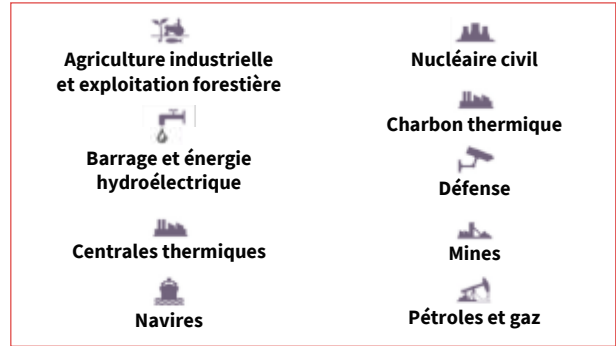 Agriculture industrielle
et exploitation forestière
Barrage et énergie
hydroélectrique
Centrales thermiques
Navires
Nucléaire civil
Charbon thermique
Défense
Mines
Pétroles et gaz